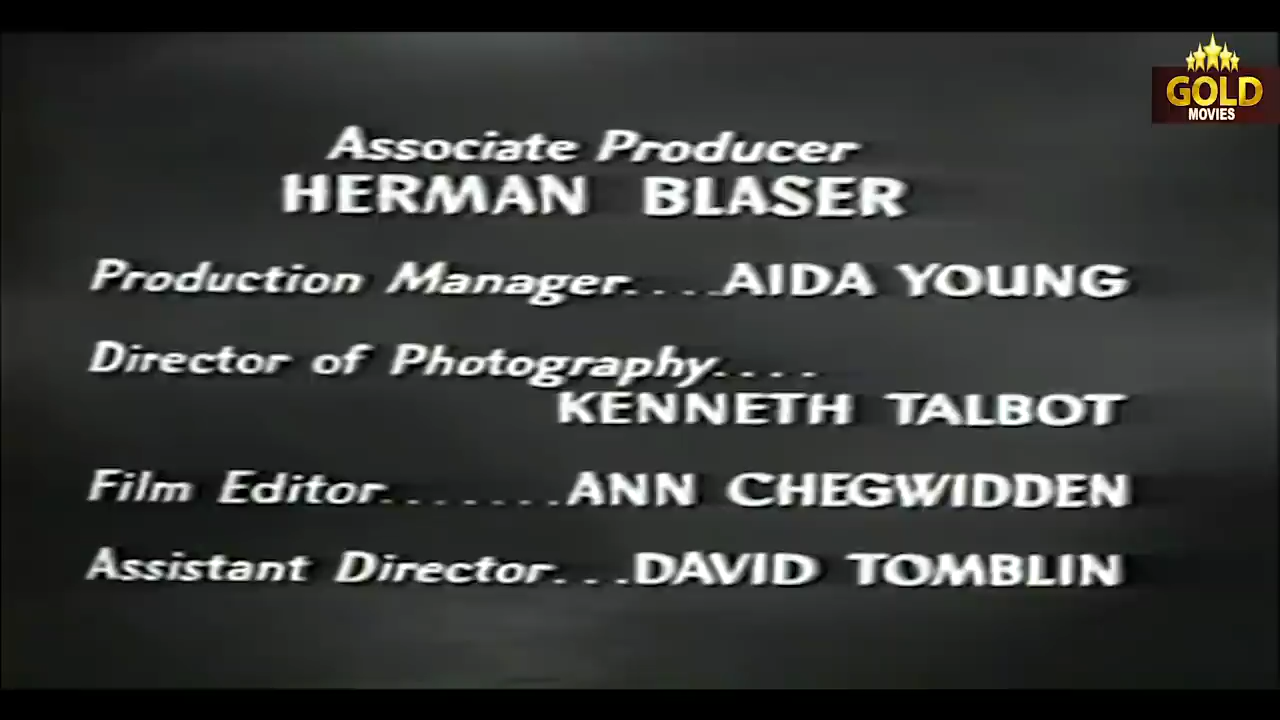 GOLD
MOVIES
Associate Producer
HERMAN BLASER
Production Manager....AIDA YOUNG
Director of Photography....
KENNETH TALBOT
Film Editor.......ANN CHEGWIDDEN
Assistant Director...DAVID TOMBLIN